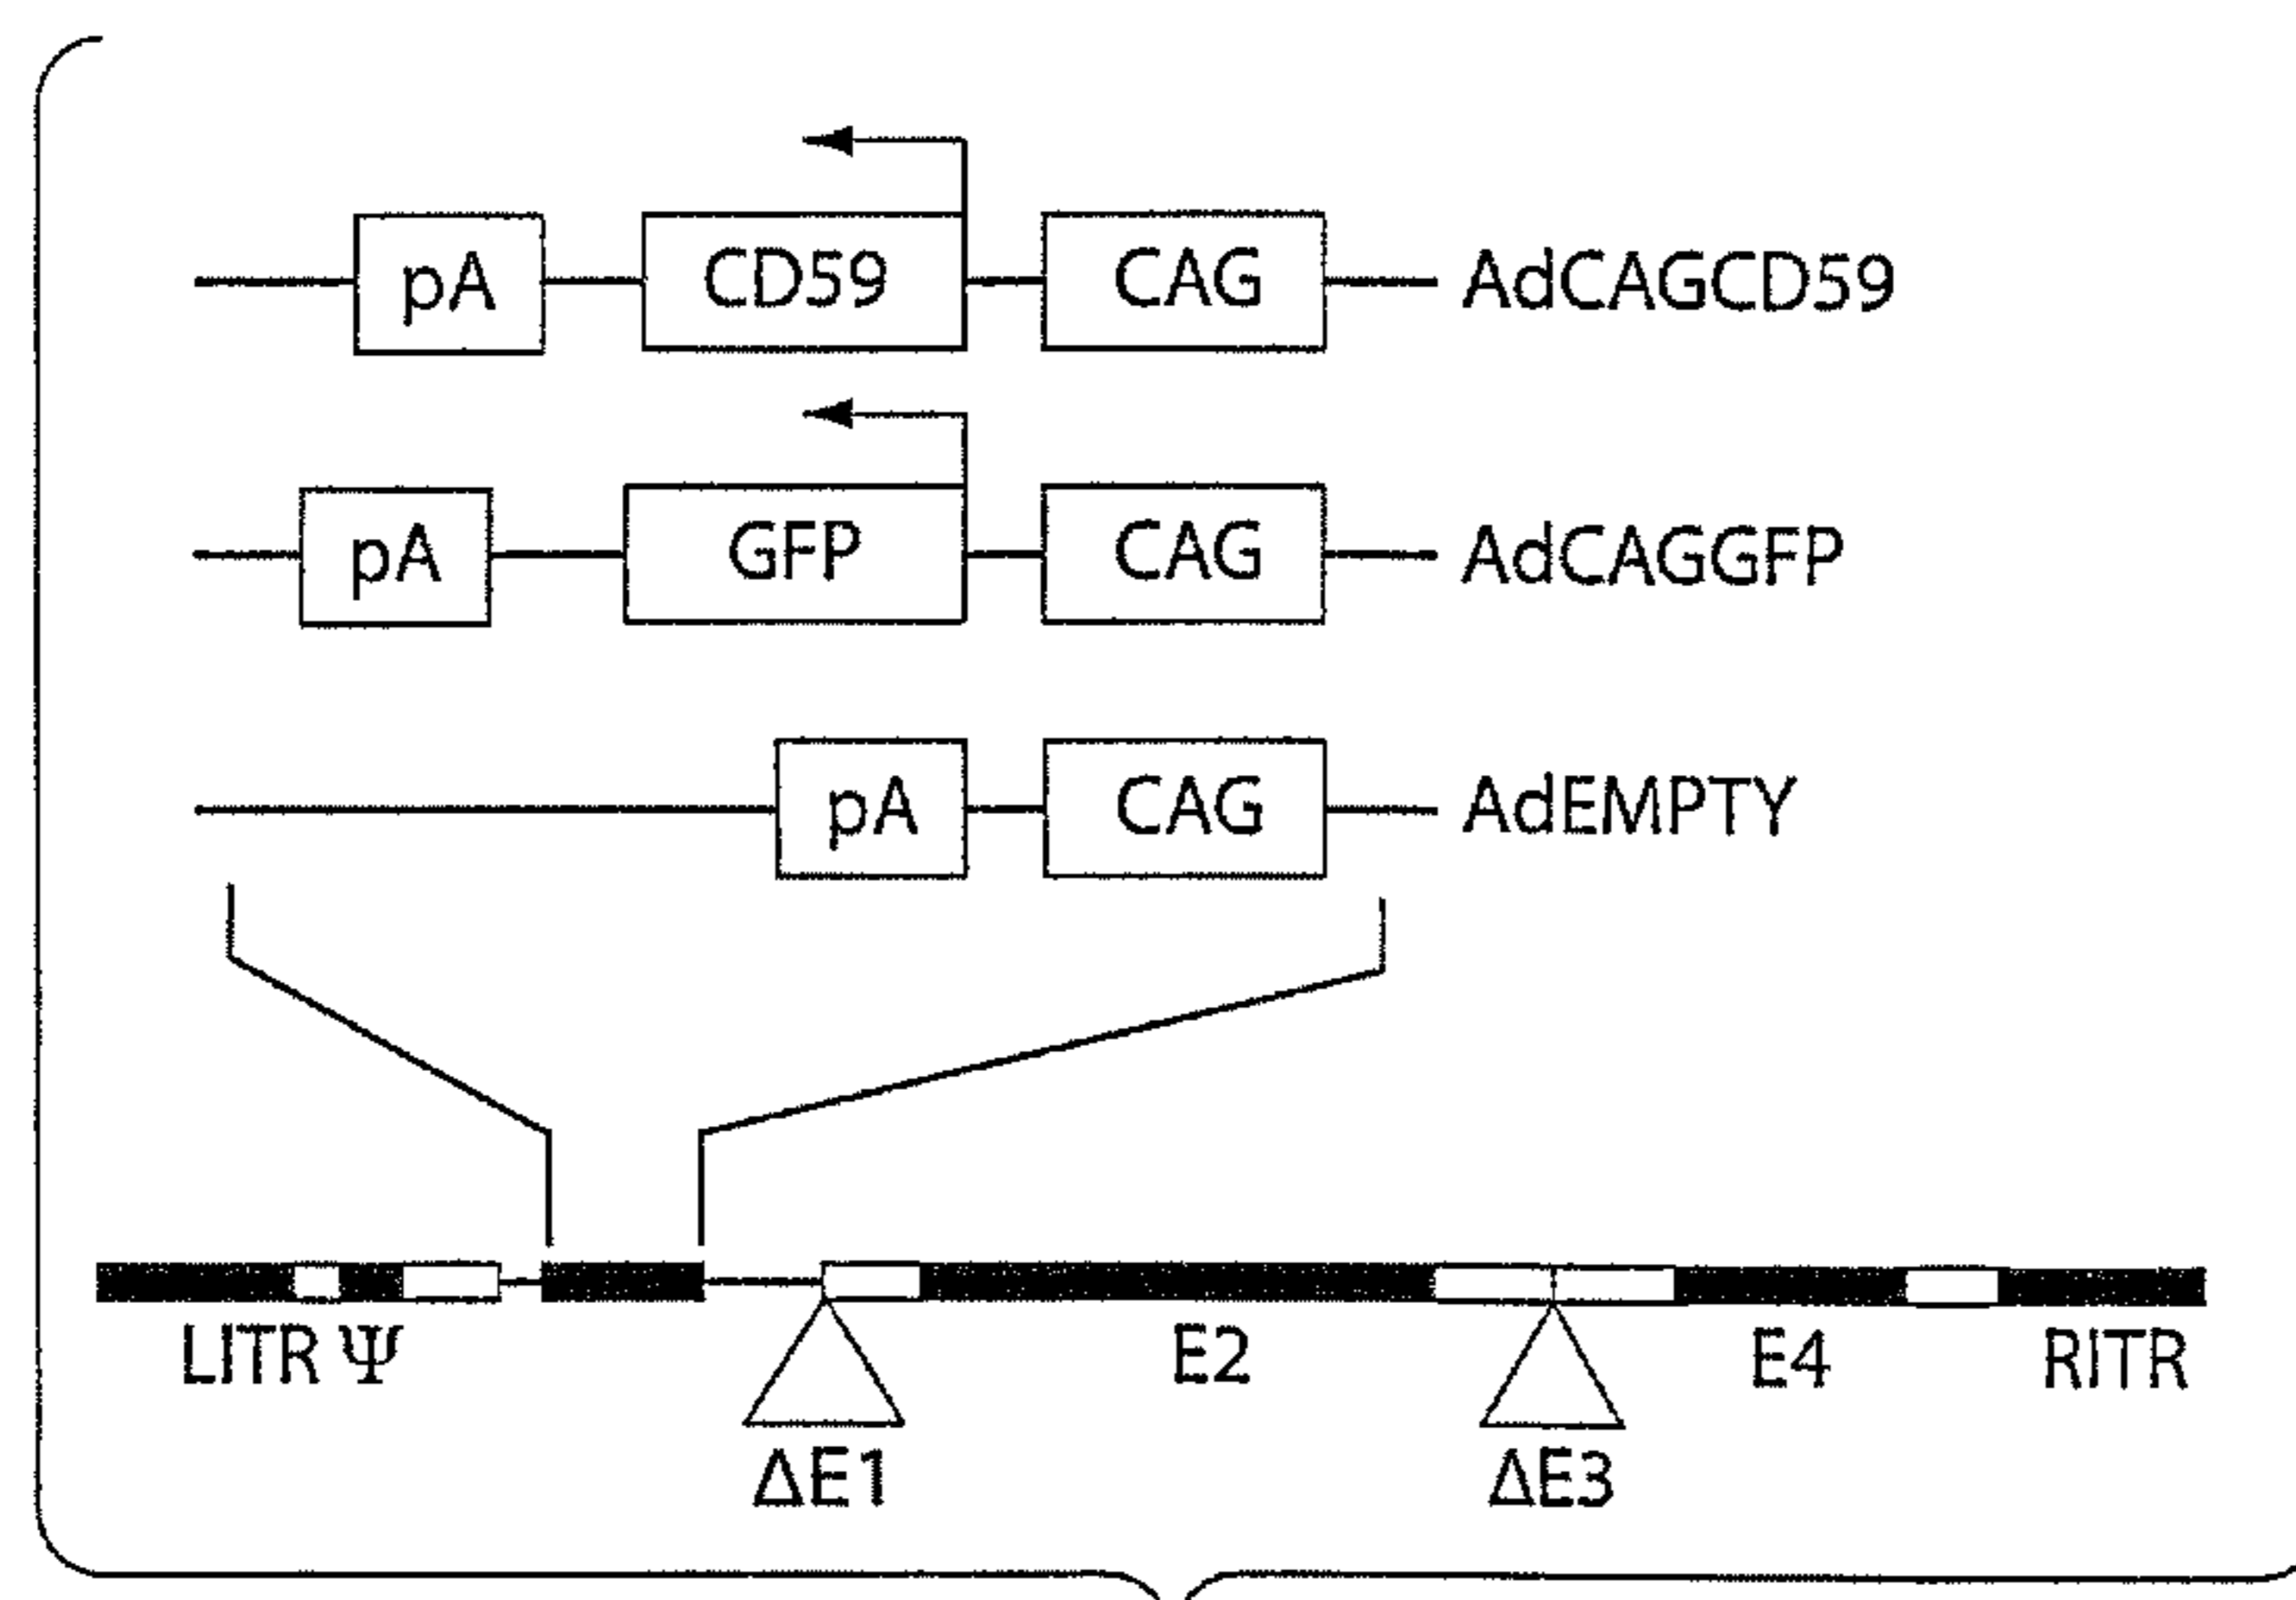 pA CD59 CAG AdCAGCD59
pA GFP CAG AdCAGGFP
pA CAG AdEMPTY
LITR Ψ E2 E4 RITR
ΔE1 ΔE3